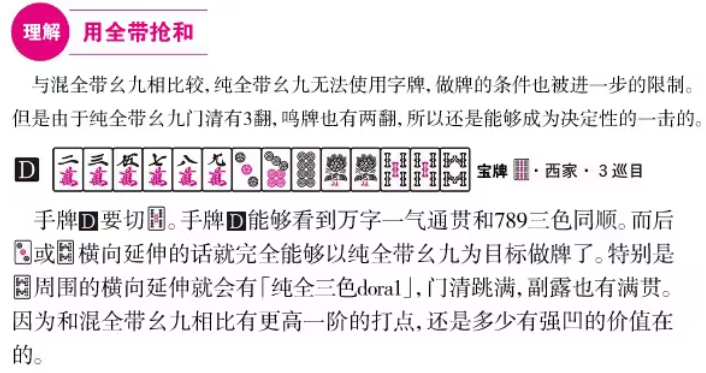 理解 用全带抢和
与混全带幺九相比较,纯全带幺九无法使用字牌,做牌的条件也被进一步的限制。
但是由于纯全带幺九门清有3翻,鸣牌也有两翻,所以还是能够成为决定性的一击的。
D 二萬 三萬 伍萬 七萬 八萬 九萬 宝牌 ・西家・3巡目
手牌D要切。手牌D能够看到万字一气通贯和789三色同顺。而后
或横向延伸的话就完全能够以纯全带幺九为目标做牌了。特别是
周围的横向延伸就会有「纯全三色dora1」,门清跳满,副露也有满贯。
因为和混全带幺九相比有更高一阶的打点,还是多少有强凹的价值在
的。